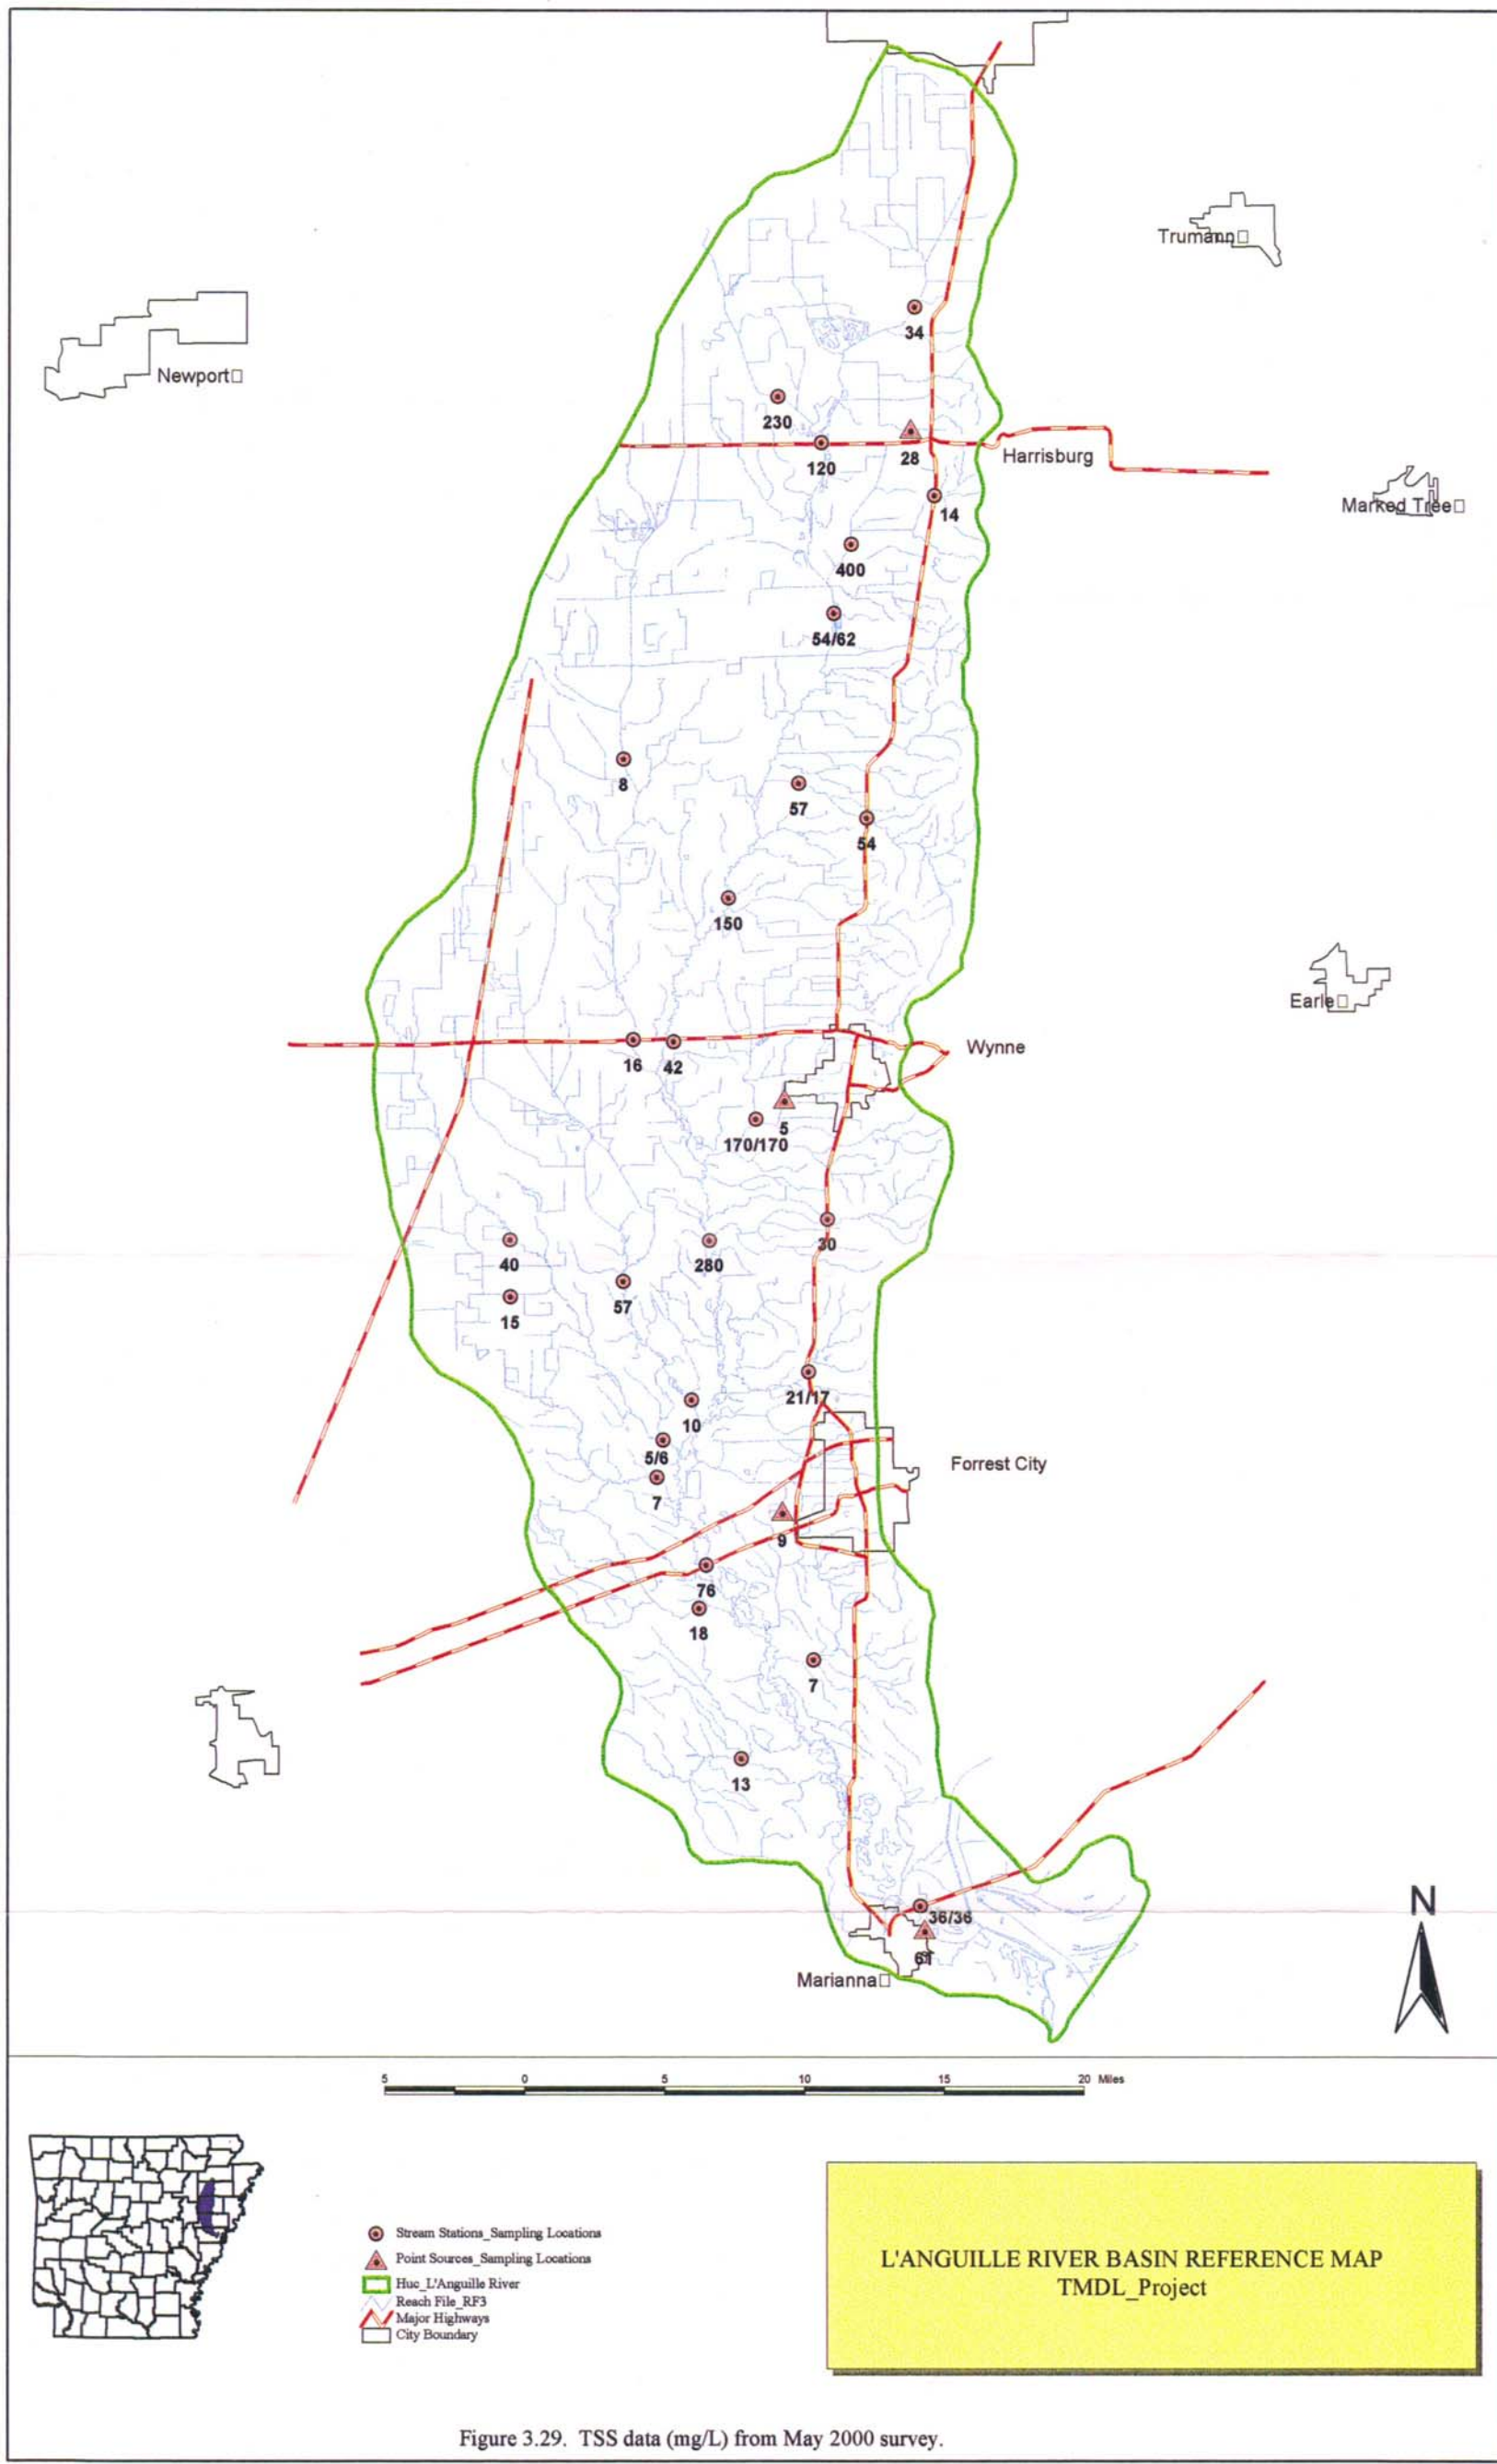 Trumann
34
Newport
230
120
28
Harrisburg
14
Marked Tree
400
54/62
8
57
54
150
Earle
16
42
Wynne
5
170/170
30
40
280
57
15
21/17
10
5/6
Forrest City
7
9
76
18
7
13
N
36/36
61
Marianna
5 0 5 10 15 20 Miles
Stream Stations_Sampling Locations
Point Sources_Sampling Locations
Huc_L'Anguille River
Reach File_RF3
Major Highways
City Boundary
L'ANGUILLE RIVER BASIN REFERENCE MAP
TMDL_Project
Figure 3.29. TSS data (mg/L) from May 2000 survey.